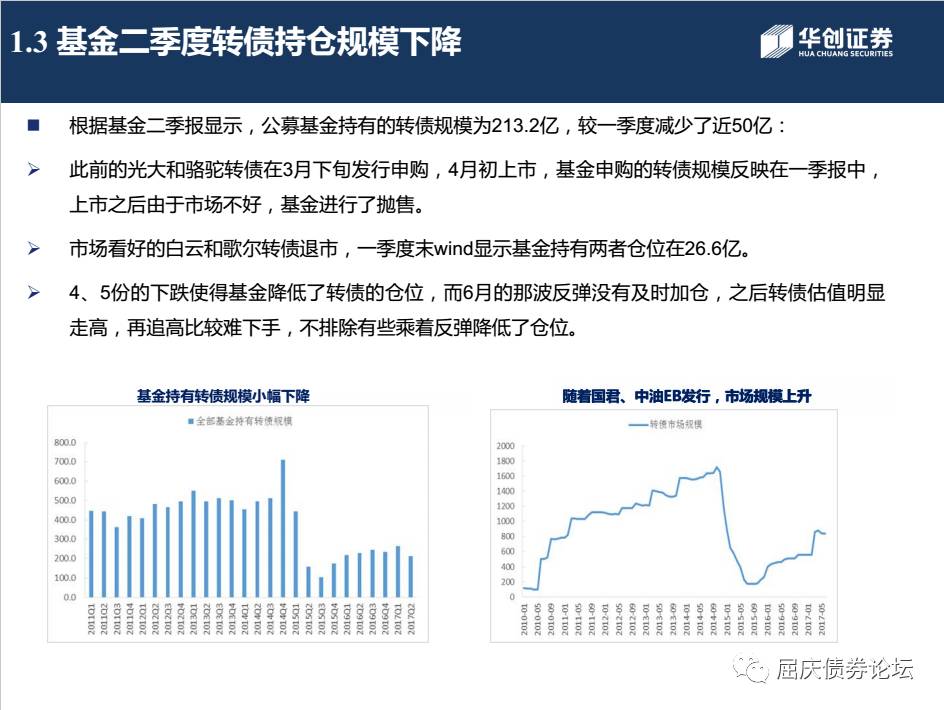 1.3 基金二季度转债持仓规模下降
华创证券
HUA CHUANG SECURITIES
根据基金二季报显示，公募基金持有的转债规模为213.2亿，较一季度减少了近50亿：
此前的光大和骆驼转债在3月下旬发行申购，4月初上市，基金申购的转债规模反映在一季报中，
上市之后由于市场不好，基金进行了抛售。
市场看好的白云和歌尔转债退市，一季度末wind显示基金持有两者仓位在26.6亿。
4、5份的下跌使得基金降低了转债的仓位，而6月的那波反弹没有及时加仓，之后转债估值明显
走高，再追高比较难下手，不排除有些乘着反弹降低了仓位。
基金持有转债规模小幅下降
全部基金持有转债规模
800.0
700.0
600.0
500.0
400.0
300.0
200.0
100.0
0.0
2011Q1 2011Q2 2011Q3 2011Q4 2012Q1 2012Q2 2012Q3 2012Q4 2013Q1 2013Q2 2013Q3 2013Q4 2014Q1 2014Q2 2014Q3 2014Q4 2015Q1 2015Q2 2015Q3 2015Q4 2016Q1 2016Q2 2016Q3 2016Q4 2017Q1 2017Q2
随着国君、中油EB发行，市场规模上升
转债市场规模
2000
1800
1600
1400
1200
1000
800
600
400
200
0
2010-01 2010-05 2010-09 2011-01 2011-05 2011-09 2012-01 2012-05 2012-09 2013-01 2013-05 2013-09 2014-01 2014-05 2014-09 2015-01 2015-05 2015-09 2016-01 2016-05 2016-09 2017-01 2017-05
屈庆债券论坛